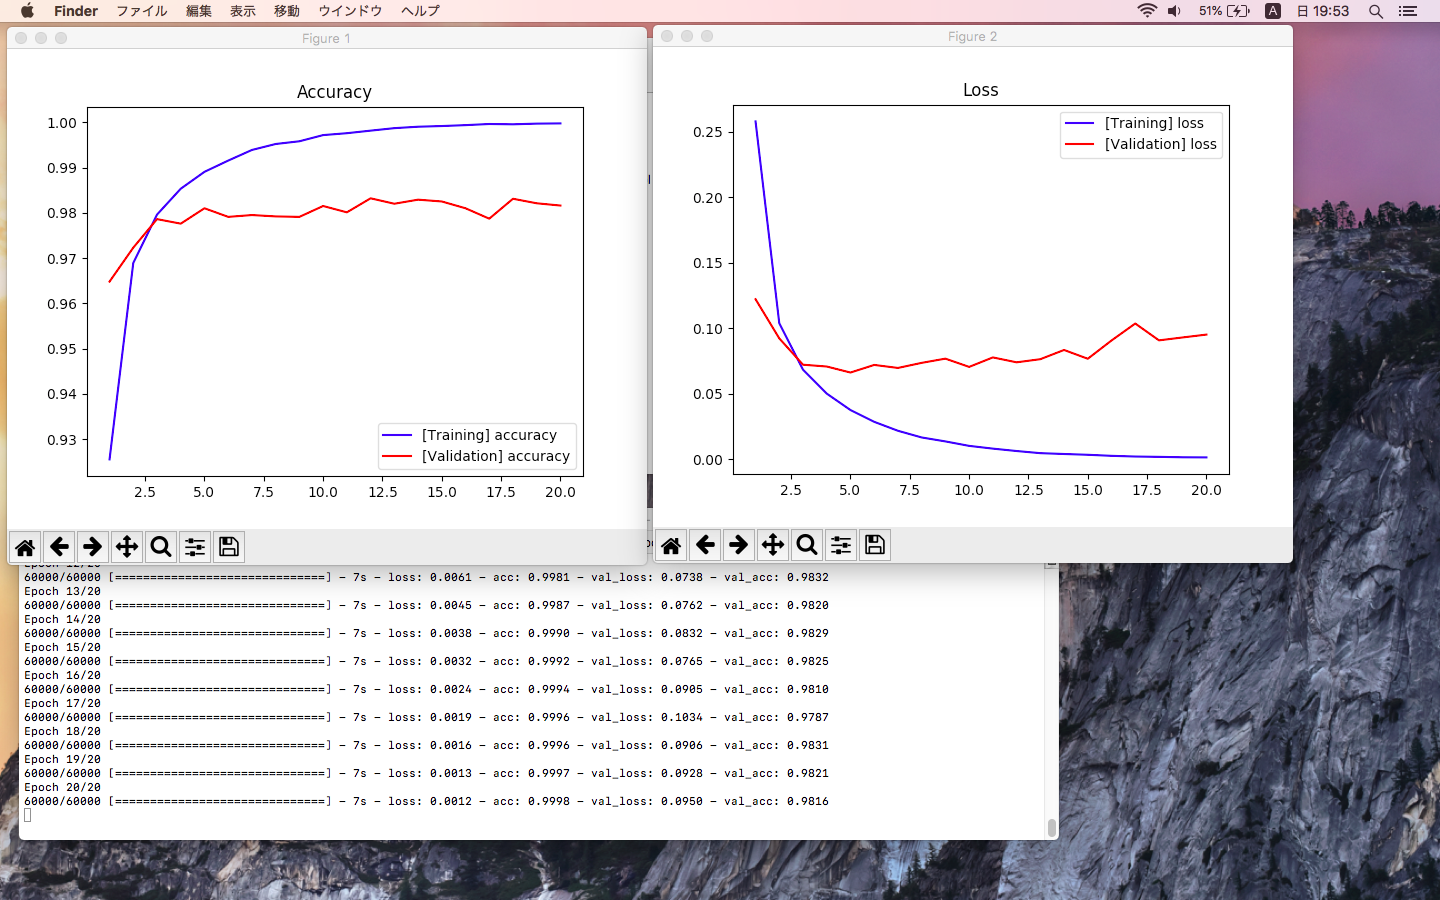 Finder ファイル 編集 表示 移動 ウインドウ ヘルプ 51% A 日 19:53
Figure 1
Accuracy
1.00
0.99
0.98
0.97
0.96
0.95
0.94
0.93
[Training] accuracy
[Validation] accuracy
2.5 5.0 7.5 10.0 12.5 15.0 17.5 20.0
Figure 2
Loss
[Training] loss
[Validation] loss
0.25
0.20
0.15
0.10
0.05
0.00
2.5 5.0 7.5 10.0 12.5 15.0 17.5 20.0
Epoch 12/20
60000/60000 [==============================] - 7s - loss: 0.0061 - acc: 0.9981 - val_loss: 0.0738 - val_acc: 0.9832
Epoch 13/20
60000/60000 [==============================] - 7s - loss: 0.0045 - acc: 0.9987 - val_loss: 0.0762 - val_acc: 0.9820
Epoch 14/20
60000/60000 [==============================] - 7s - loss: 0.0038 - acc: 0.9990 - val_loss: 0.0832 - val_acc: 0.9829
Epoch 15/20
60000/60000 [==============================] - 7s - loss: 0.0032 - acc: 0.9992 - val_loss: 0.0765 - val_acc: 0.9825
Epoch 16/20
60000/60000 [==============================] - 7s - loss: 0.0024 - acc: 0.9994 - val_loss: 0.0905 - val_acc: 0.9810
Epoch 17/20
60000/60000 [==============================] - 7s - loss: 0.0019 - acc: 0.9996 - val_loss: 0.1034 - val_acc: 0.9787
Epoch 18/20
60000/60000 [==============================] - 7s - loss: 0.0016 - acc: 0.9996 - val_loss: 0.0906 - val_acc: 0.9831
Epoch 19/20
60000/60000 [==============================] - 7s - loss: 0.0013 - acc: 0.9997 - val_loss: 0.0928 - val_acc: 0.9821
Epoch 20/20
60000/60000 [==============================] - 7s - loss: 0.0012 - acc: 0.9998 - val_loss: 0.0950 - val_acc: 0.9816